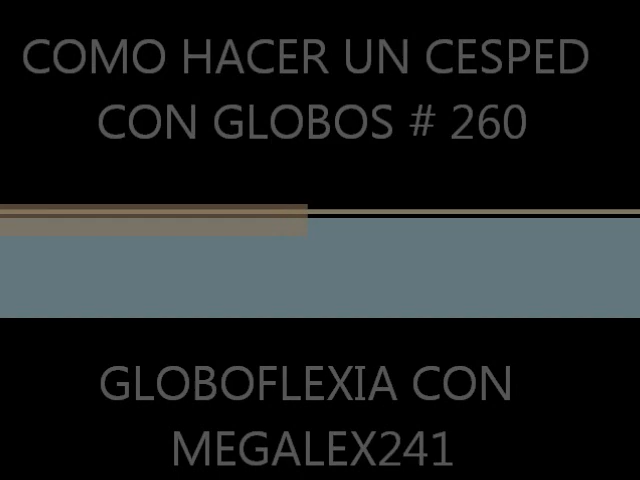 COMO HACER UN CESPED
CON GLOBOS # 260
GLOBOFLEXIA CON
MEGALEX241